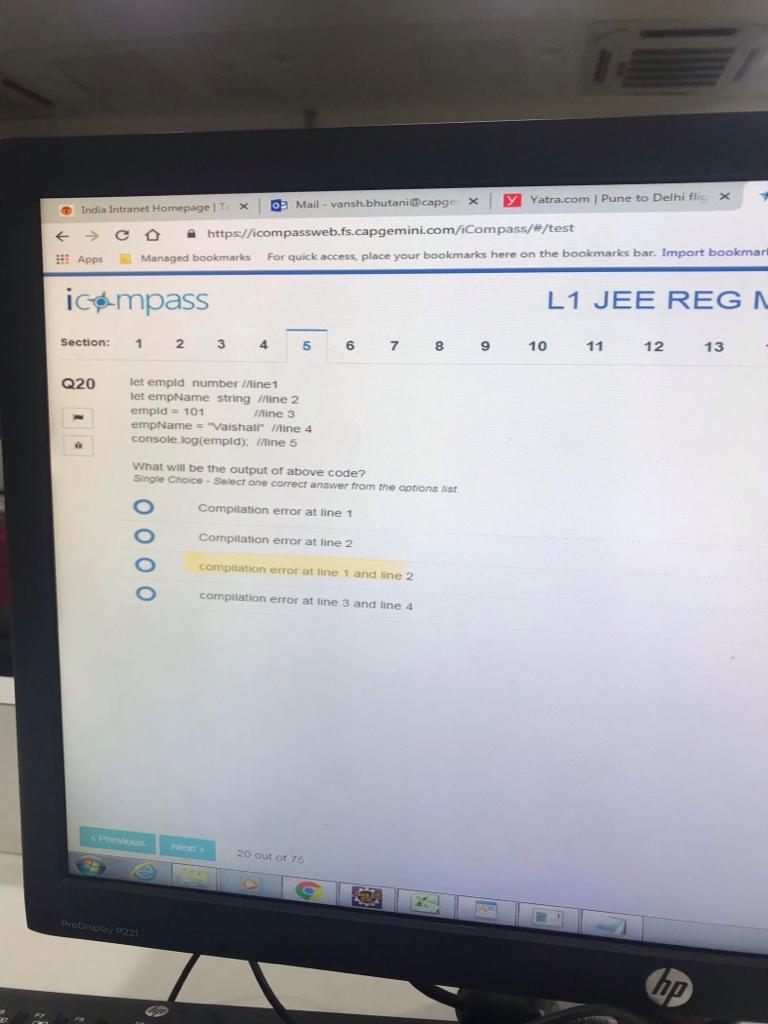 India Intranet Homepage | T
Mail - vansh.bhutani@capge
Yatra.com | Pune to Delhi flig
https://icompassweb.fs.capgemini.com/iCompass/#/test
Apps Managed bookmarks For quick access, place your bookmarks here on the bookmarks bar. Import bookmar
icompass
L1 JEE REG M
Section: 1 2 3 4 5 6 7 8 9 10 11 12 13
Q20
let empId number //line1
let empName string //line 2
empId = 101 //line 3
empName = "Vaishali" //line 4
console.log(empId); //line 5
What will be the output of above code?
Single Choice - Select one correct answer from the options list.
Compilation error at line 1
Compilation error at line 2
compilation error at line 1 and line 2
compilation error at line 3 and line 4
< Previous Next > 20 out of 75
ProDisplay P221
hp
hp
F7 F8